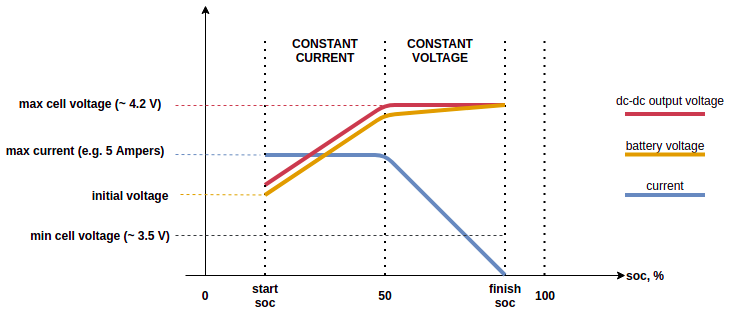 CONSTANT
CURRENT
CONSTANT
VOLTAGE
max cell voltage (~ 4.2 V)
max current (e.g. 5 Ampers)
initial voltage
min cell voltage (~ 3.5 V)
dc-dc output voltage
battery voltage
current
soc, %
0
start
soc
50
finish
soc
100